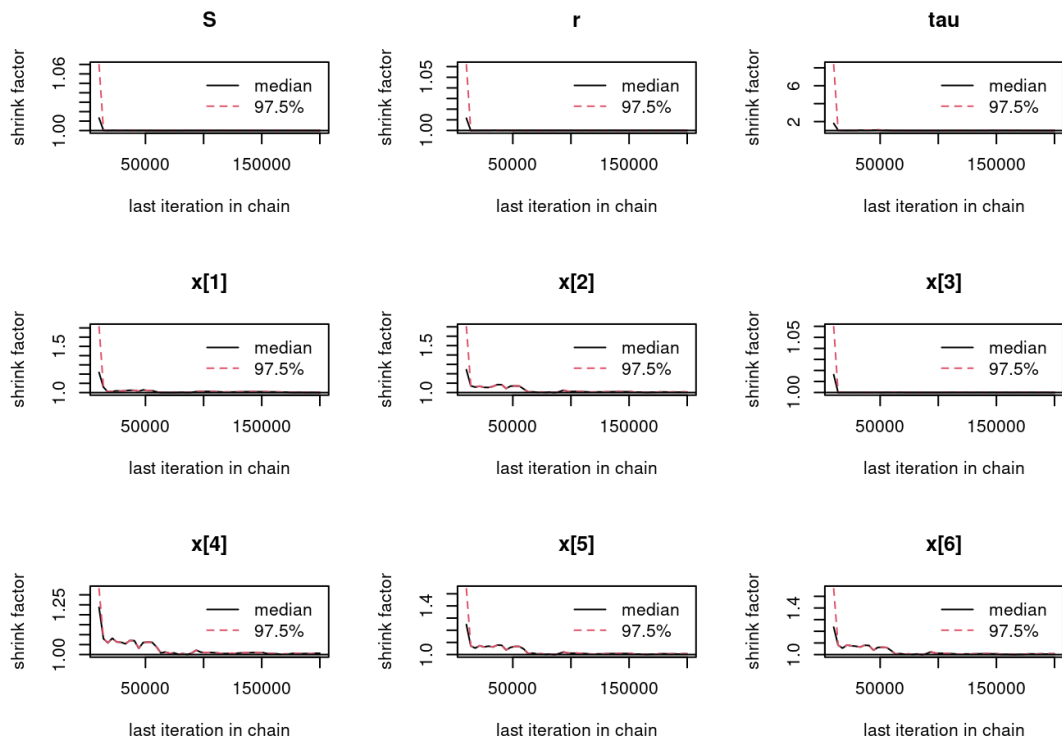 S
shrink factor
1.00
1.06
median
97.5%
50000
150000
last iteration in chain
r
shrink factor
1.00
1.05
median
97.5%
50000
150000
last iteration in chain
tau
shrink factor
2
6
median
97.5%
50000
150000
last iteration in chain
x[1]
shrink factor
1.0
1.5
median
97.5%
50000
150000
last iteration in chain
x[2]
shrink factor
1.0
1.5
median
97.5%
50000
150000
last iteration in chain
x[3]
shrink factor
1.00
1.05
median
97.5%
50000
150000
last iteration in chain
x[4]
shrink factor
1.00
1.25
median
97.5%
50000
150000
last iteration in chain
x[5]
shrink factor
1.0
1.4
median
97.5%
50000
150000
last iteration in chain
x[6]
shrink factor
1.0
1.4
median
97.5%
50000
150000
last iteration in chain